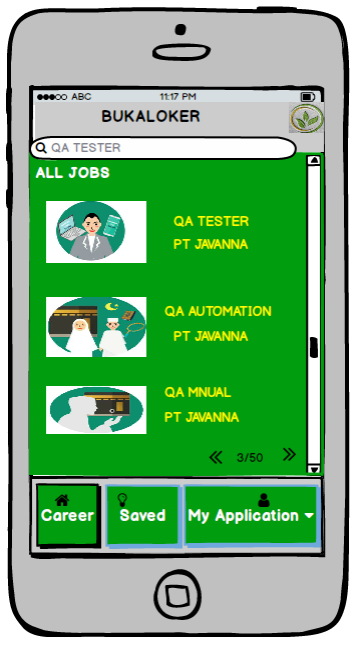 ABC 11:17 PM
BUKALOKER
QA TESTER
ALL JOBS
QA TESTER
PT JAVANNA
QA AUTOMATION
PT JAVANNA
QA MNUAL
PT JAVANNA
3/50
Career Saved My Application